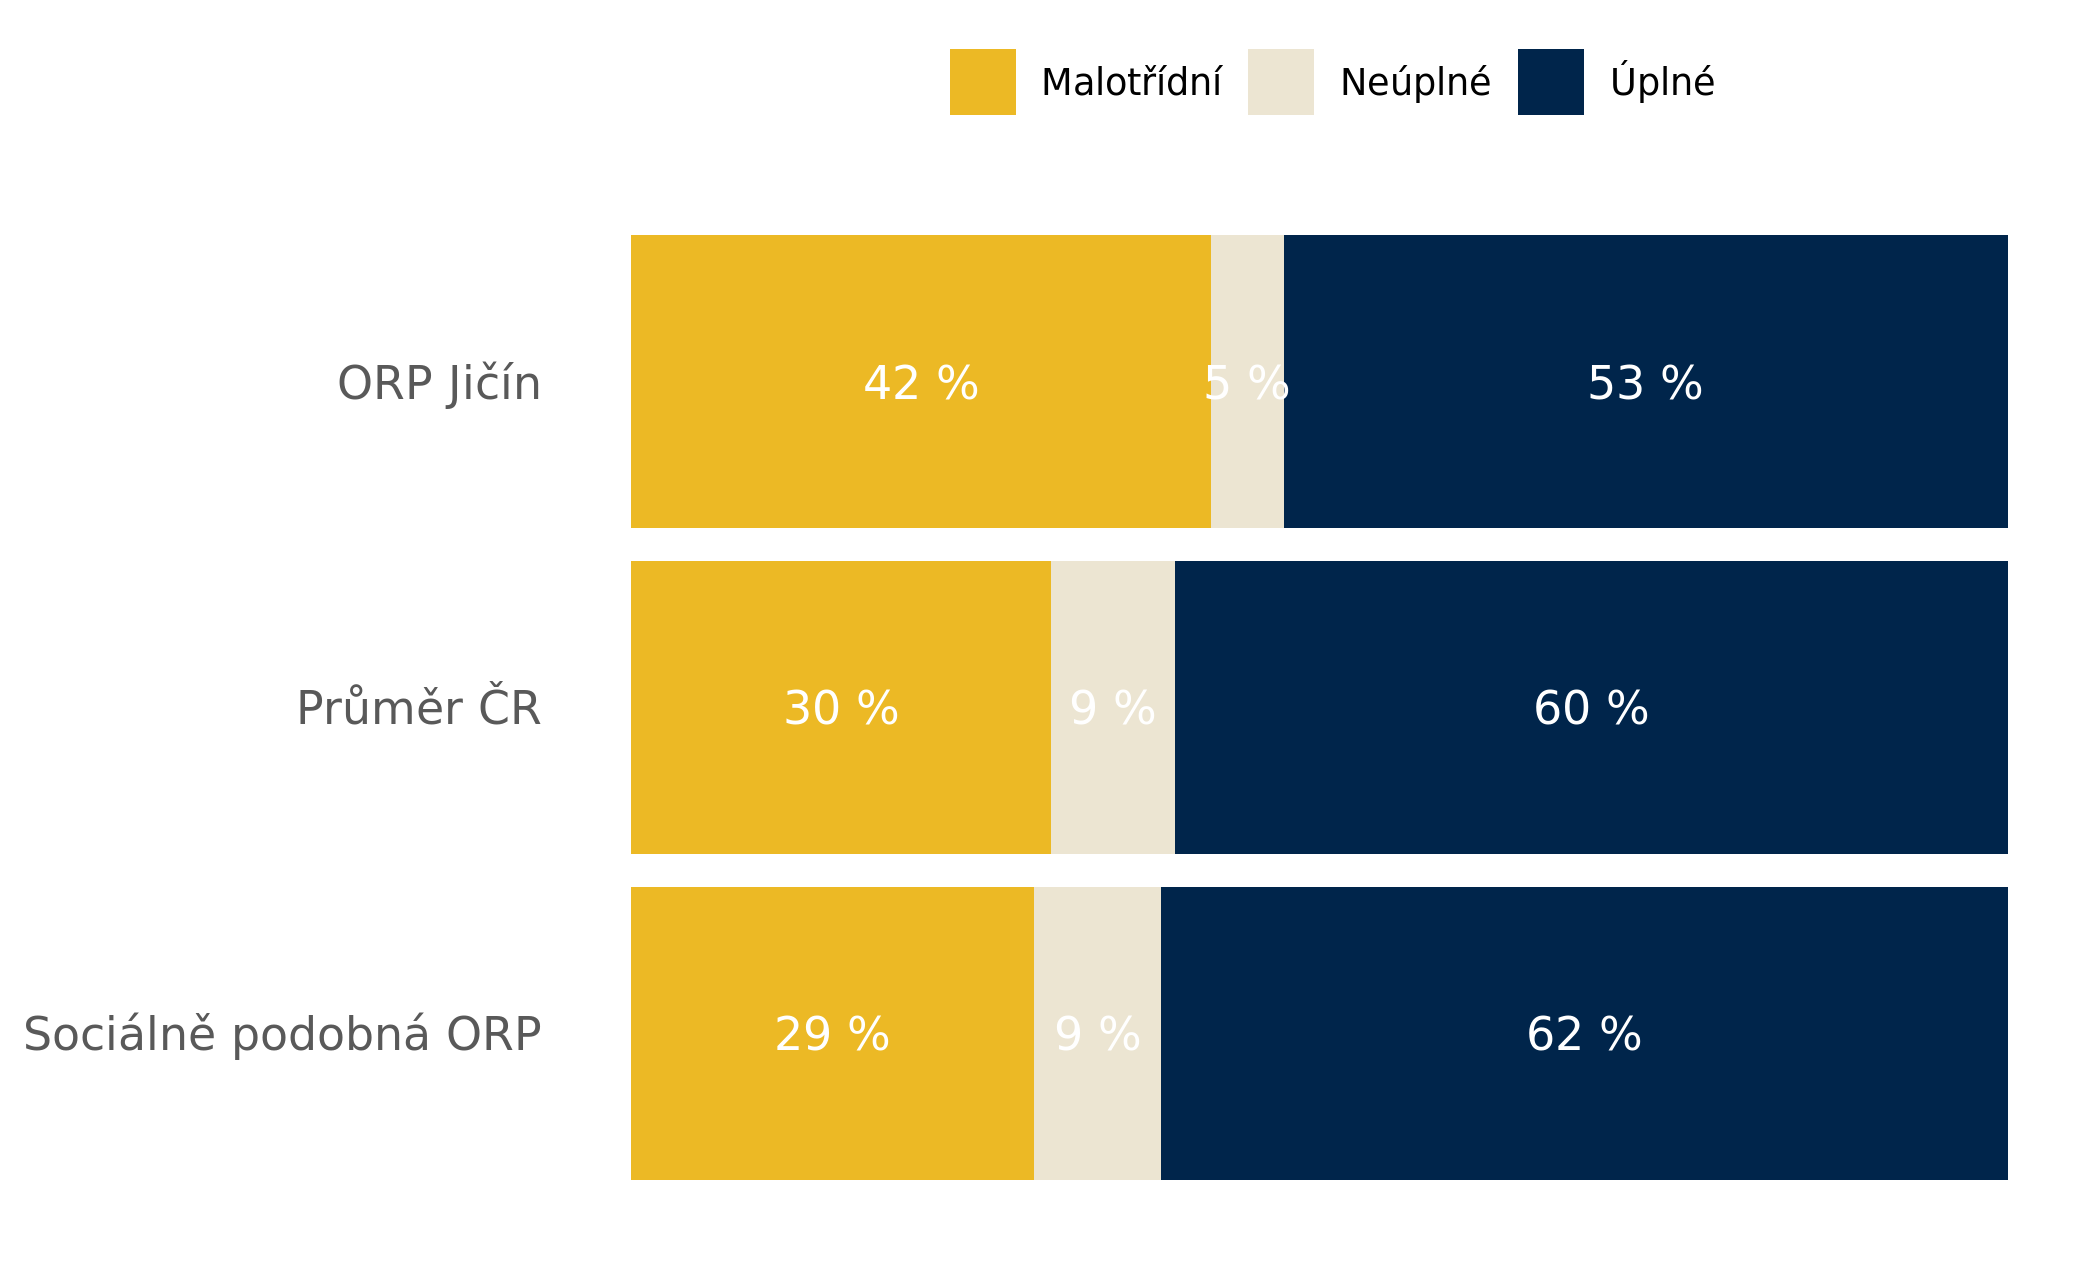 Malotřídní Neúplné Úplné
ORP Jičín 42 % 5 % 53 %
Průměr ČR 30 % 9 % 60 %
Sociálně podobná ORP 29 % 9 % 62 %